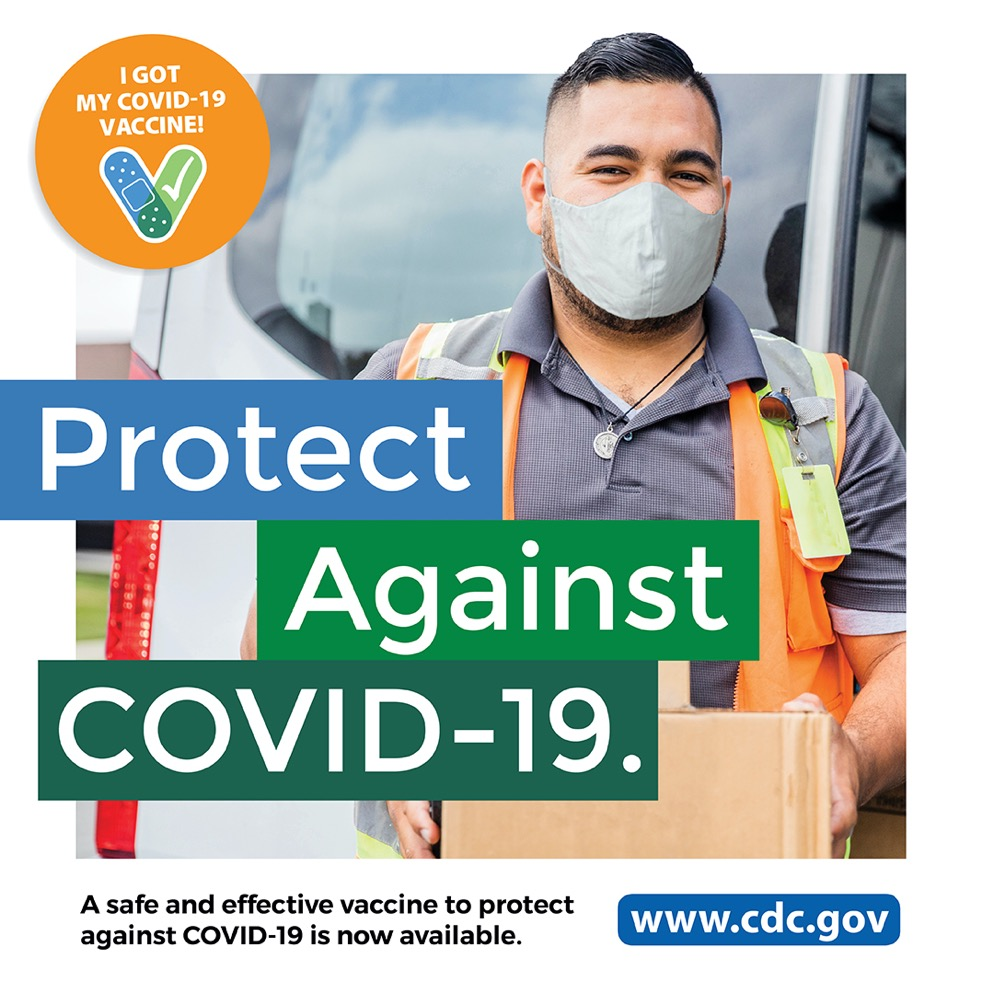 I GOT
MY COVID-19
VACCINE!
Protect
Against
COVID-19.
A safe and effective vaccine to protect
against COVID-19 is now available.
www.cdc.gov